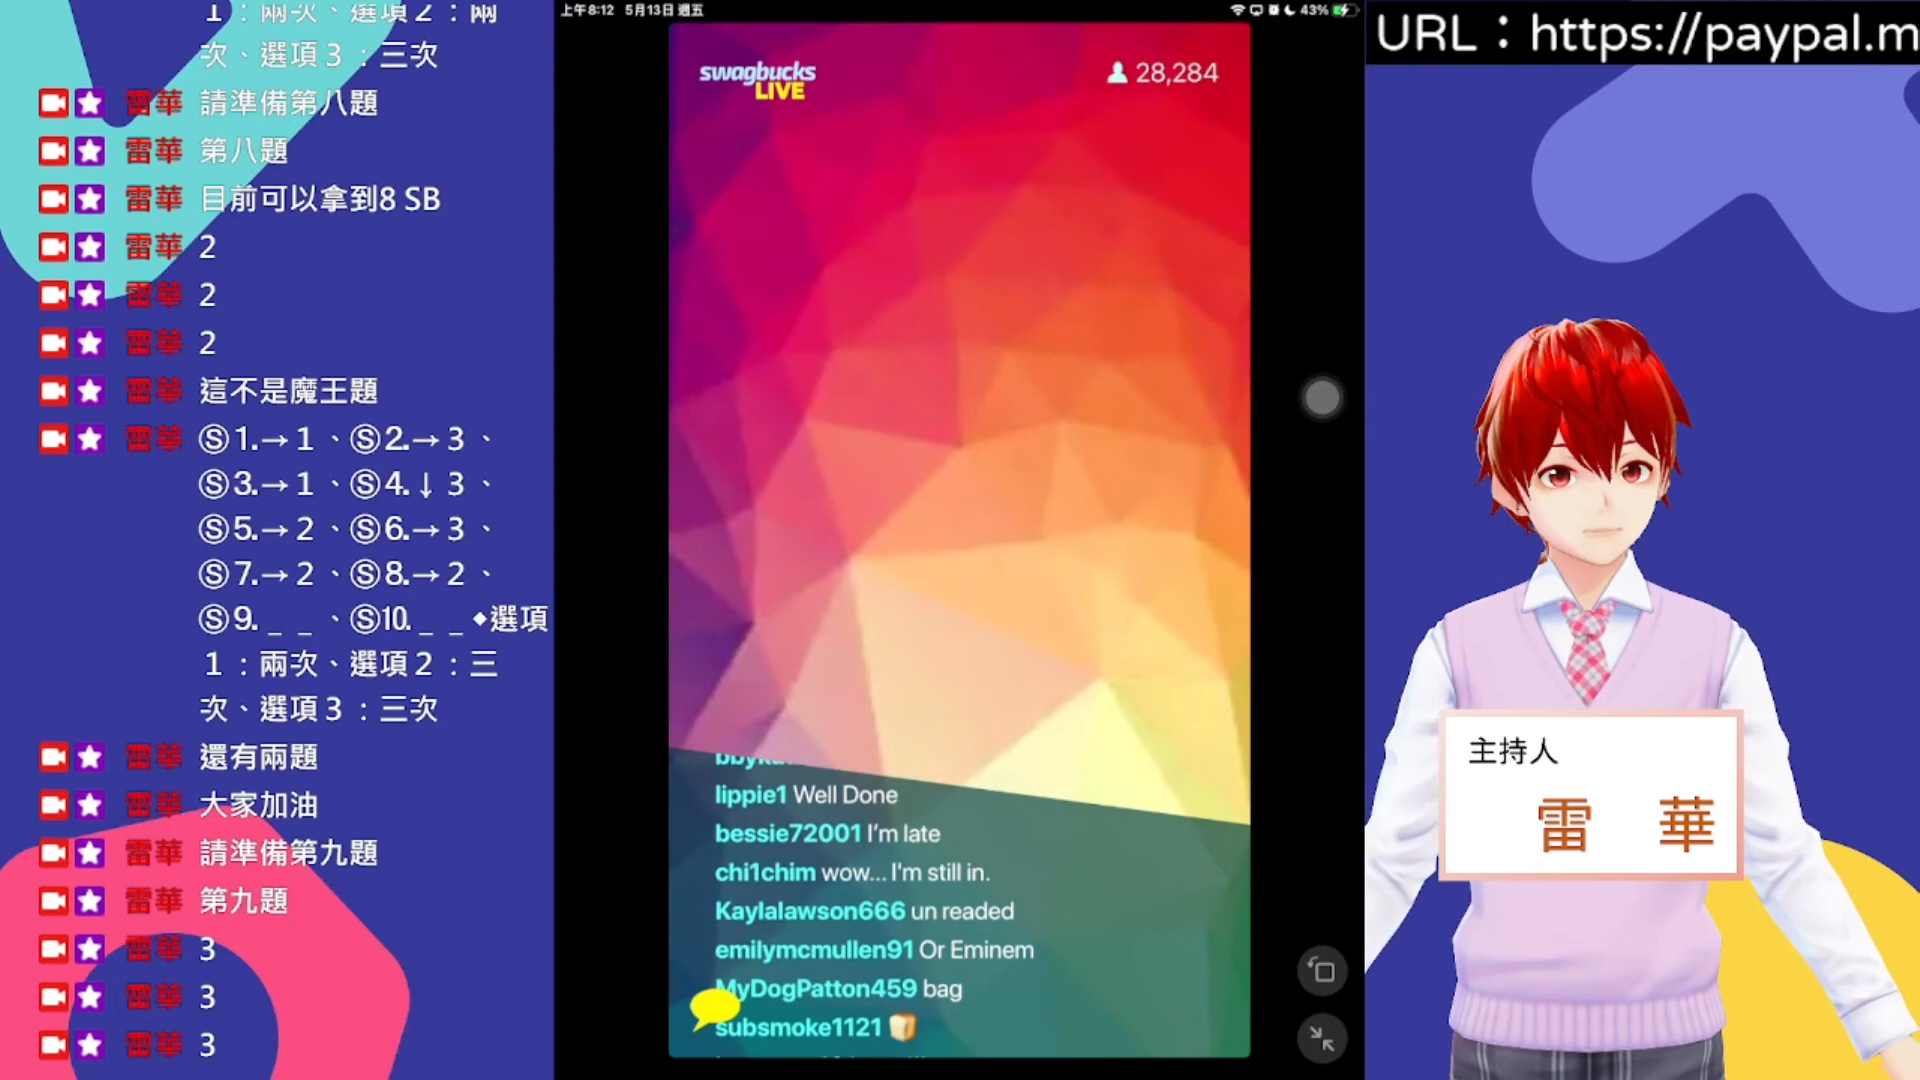 １：兩次、選項２：兩
次、選項３：三次
雷華 請準備第八題
雷華 第八題
雷華 目前可以拿到8 SB
雷華 2
雷華 2
雷華 2
雷華 這不是魔王題
雷華 Ⓢ1.→１、Ⓢ2.→３、
Ⓢ3.→１、Ⓢ4.↓３、
Ⓢ5.→２、Ⓢ6.→３、
Ⓢ7.→２、Ⓢ8.→２、
Ⓢ9.＿＿、Ⓢ10.＿＿⬥選項
１：兩次、選項２：三
次、選項３：三次
雷華 還有兩題
雷華 大家加油
雷華 請準備第九題
雷華 第九題
雷華 3
雷華 3
雷華 3
上午8:12 5月13日 週五
43%
swagbucks
LIVE
28,284
lippie1 Well Done
bessie72001 I’m late
chi1chim wow... I'm still in.
Kaylalawson666 un readed
emilymcmullen91 Or Eminem
MyDogPatton459 bag
subsmoke1121 🍞
URL：https://paypal.m
主持人
雷 華